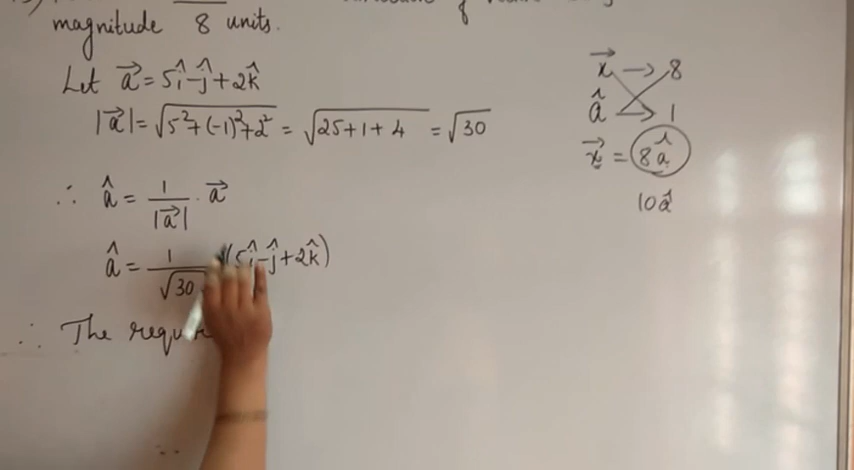 of
magnitude 8 units.
Let a⃗ = 5î-ĵ+2k̂
|a⃗| = √5²+(-1)²+2² = √25+1+4 = √30
∴ â = 1/|a⃗| . a⃗
â = 1/√30 (5î-ĵ+2k̂)
∴ The requ
x⃗ → 8
â → 1
x⃗ = 8â
10â